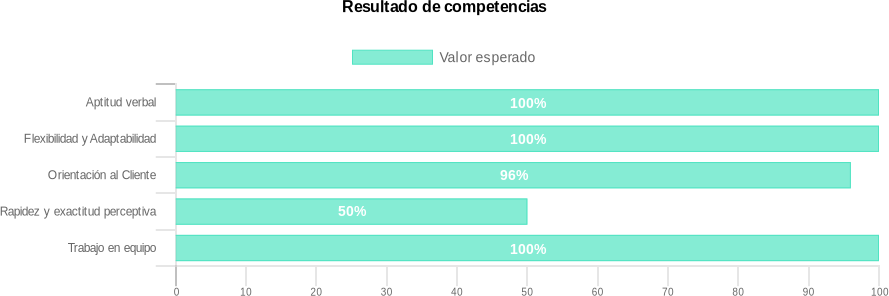 Resultado de competencias
Valor esperado
Aptitud verbal
100%
Flexibilidad y Adaptabilidad
100%
Orientación al Cliente
96%
Rapidez y exactitud perceptiva
50%
Trabajo en equipo
100%
0 10 20 30 40 50 60 70 80 90 100